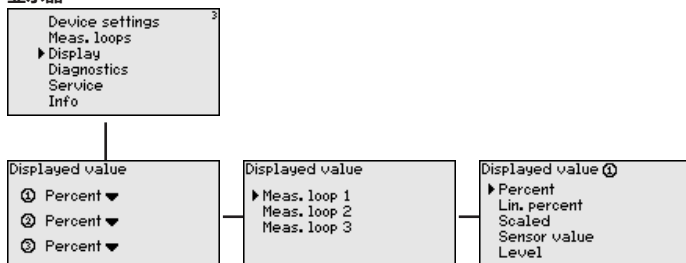 显示器
Device settings 3
Meas. loops
▶Display
Diagnostics
Service
Info
Displayed value
① Percent ▼
② Percent ▼
③ Percent ▼
Displayed value
▶Meas. loop 1
Meas. loop 2
Meas. loop 3
Displayed value ①
▶Percent
Lin. percent
Scaled
Sensor value
Level